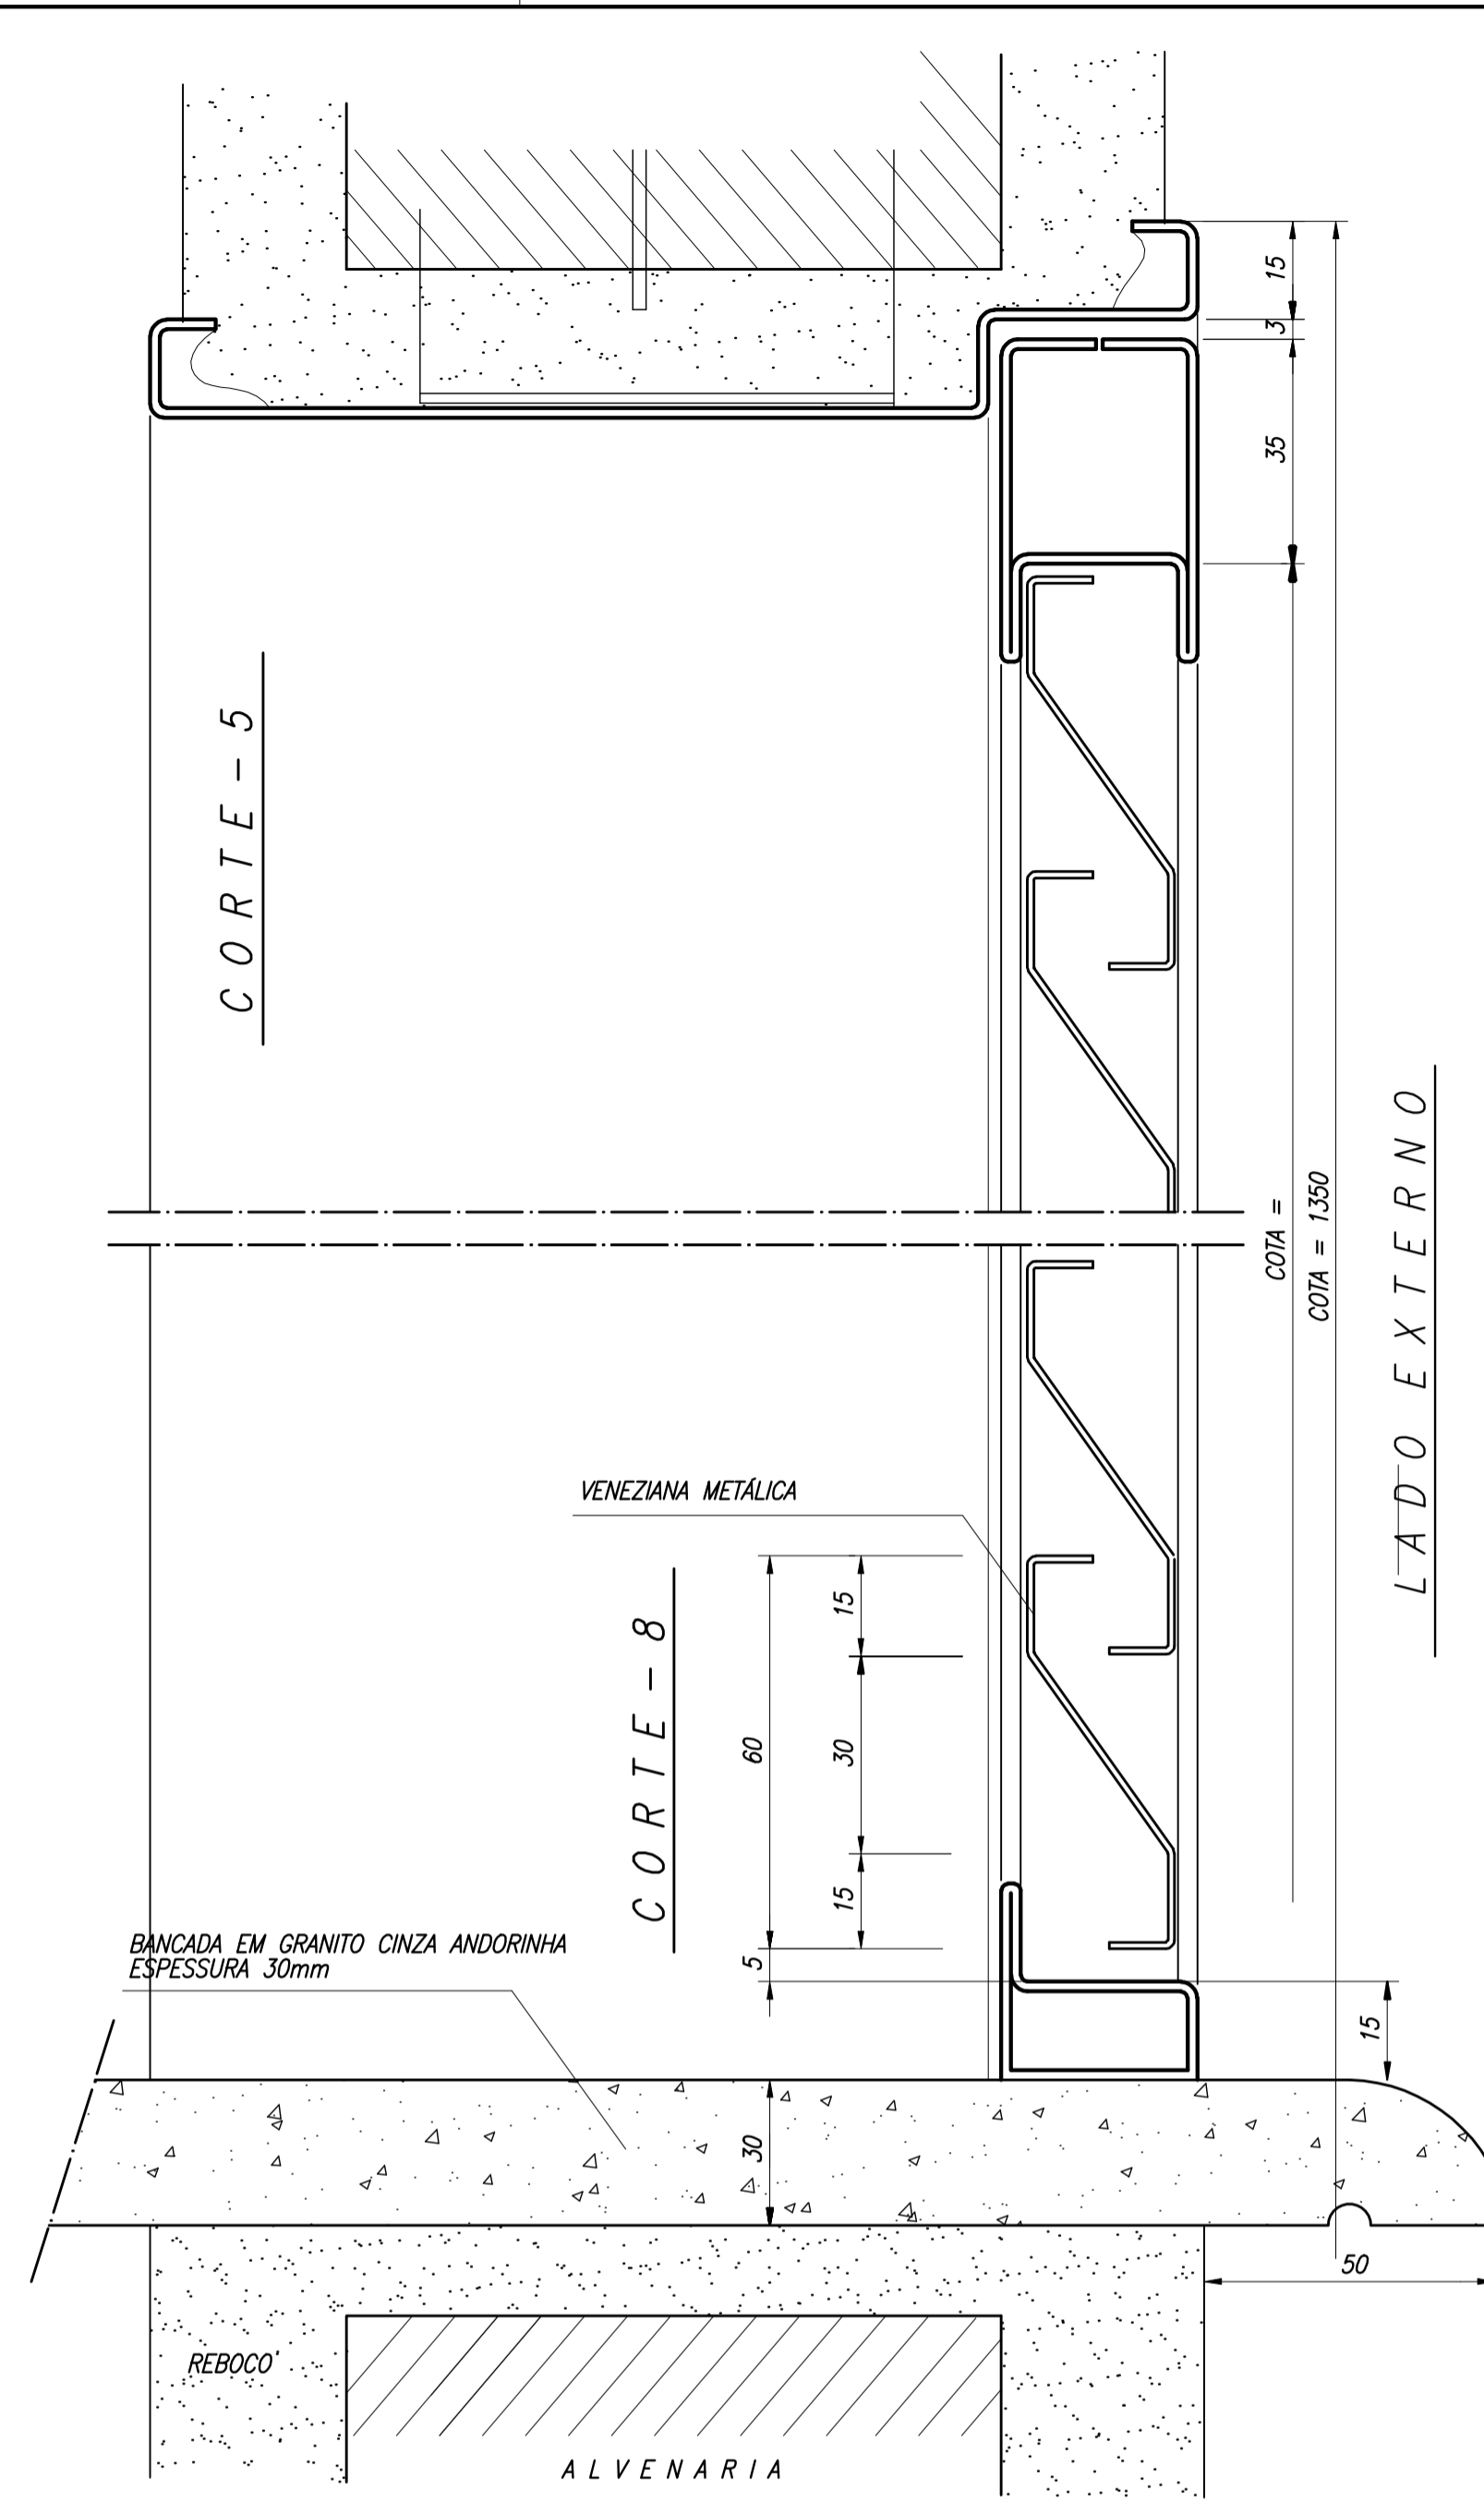 15
3
35
CORTE - 5
COTA =
COTA = 1350
LADO EXTERNO
VENEZIANA METÁLICA
CORTE - 8
60
15
30
15
5
BANCADA EM GRANITO CINZA ANDORINHA
ESPESSURA 30mm
15
30
50
REBOCO
ALVENARIA